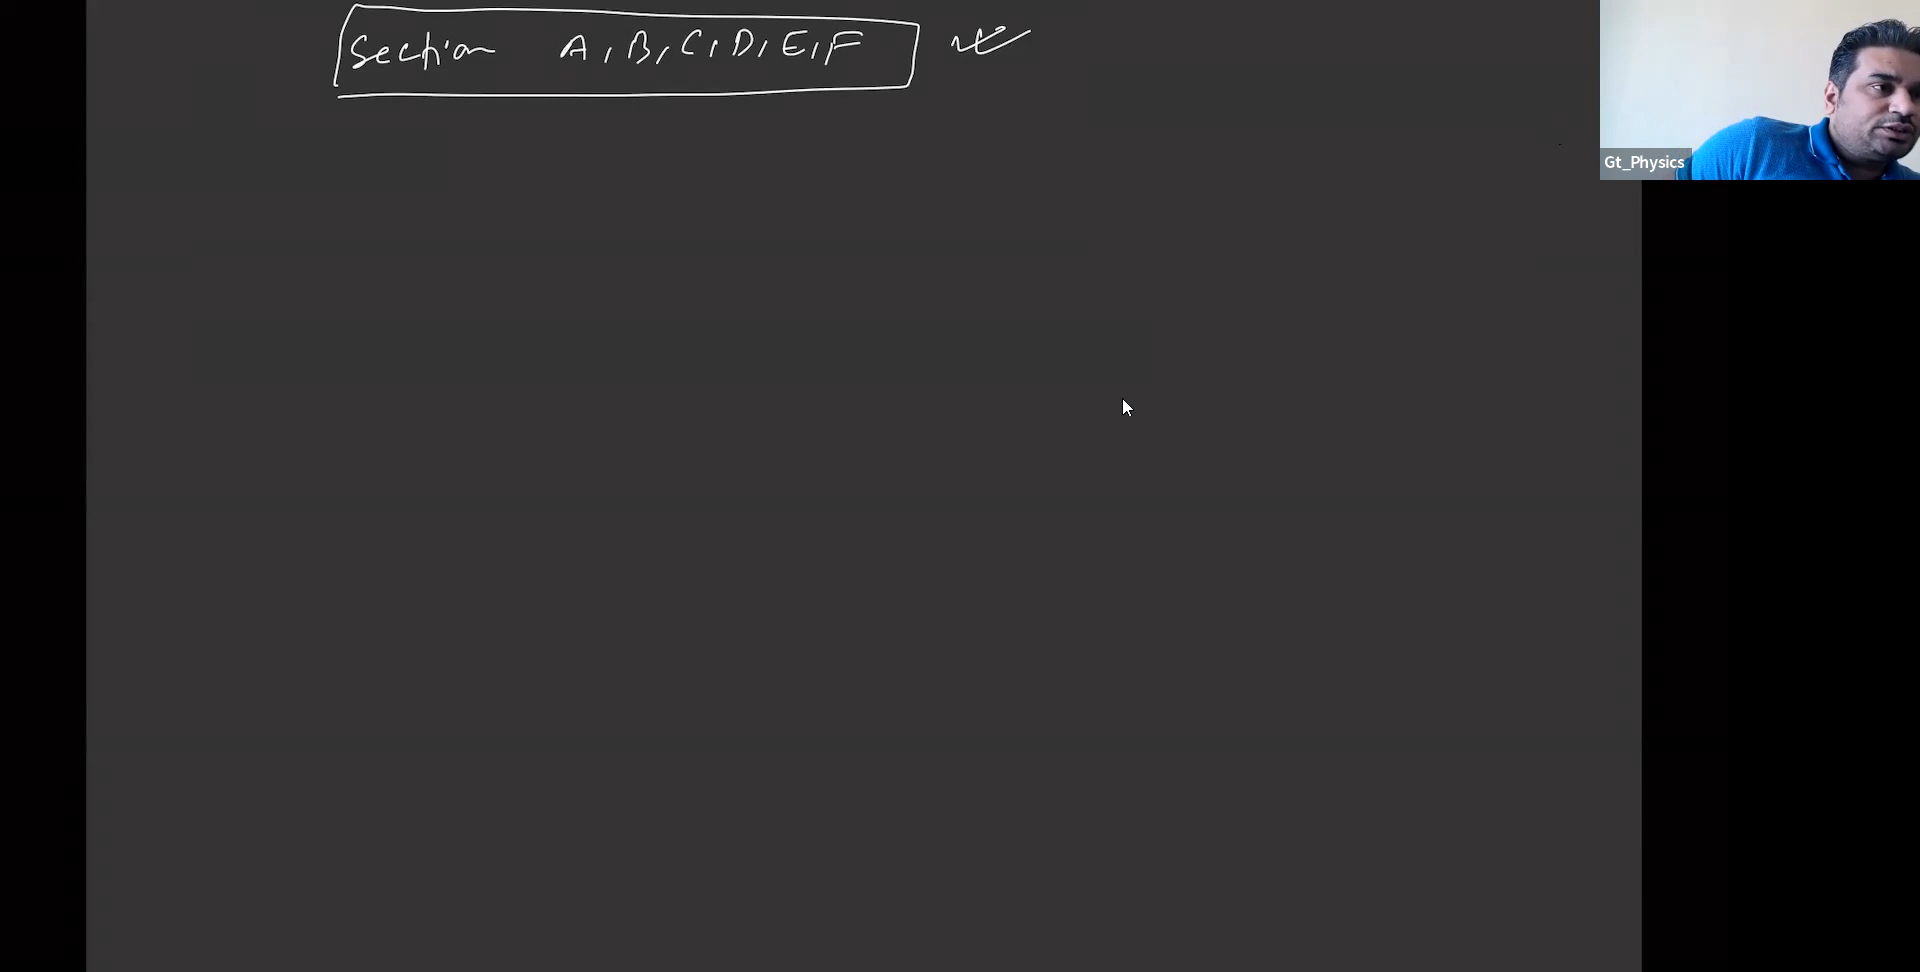 Section A, B, C, D, E, F
Gt_Physics